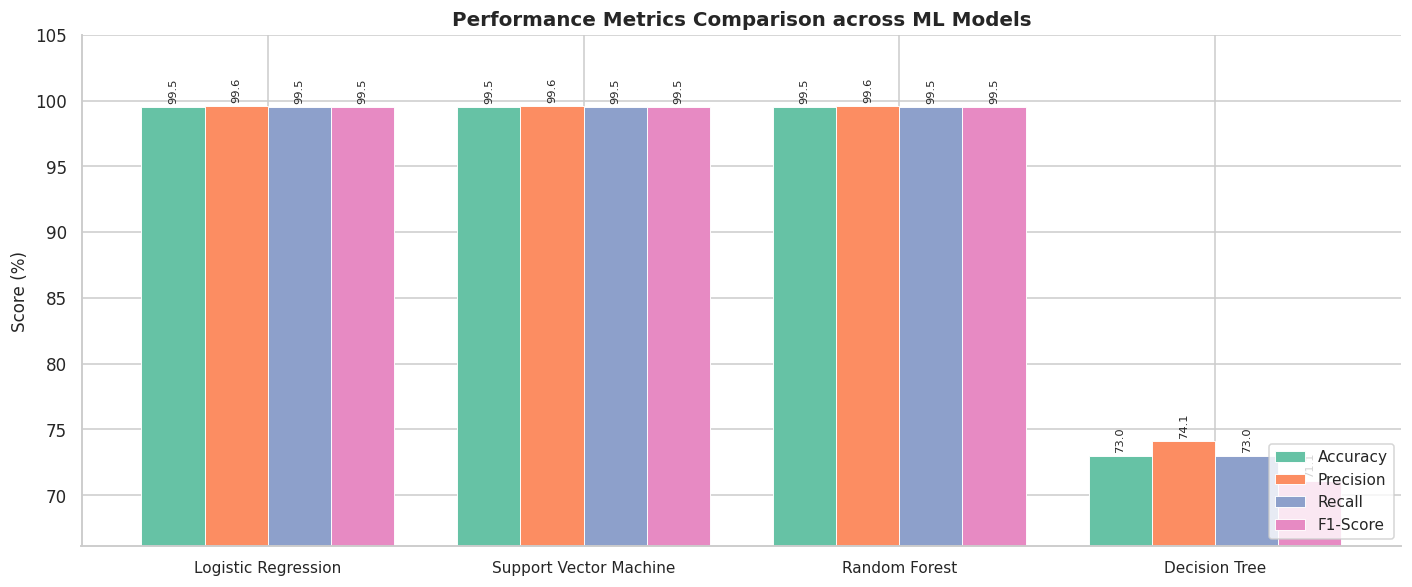 Performance Metrics Comparison across ML Models
Score (%)
105
100
95
90
85
80
75
70
99.5
99.6
99.5
99.5
99.5
99.6
99.5
99.5
99.5
99.6
99.5
99.5
73.0
74.1
73.0
71.1
Accuracy
Precision
Recall
F1-Score
Logistic Regression
Support Vector Machine
Random Forest
Decision Tree